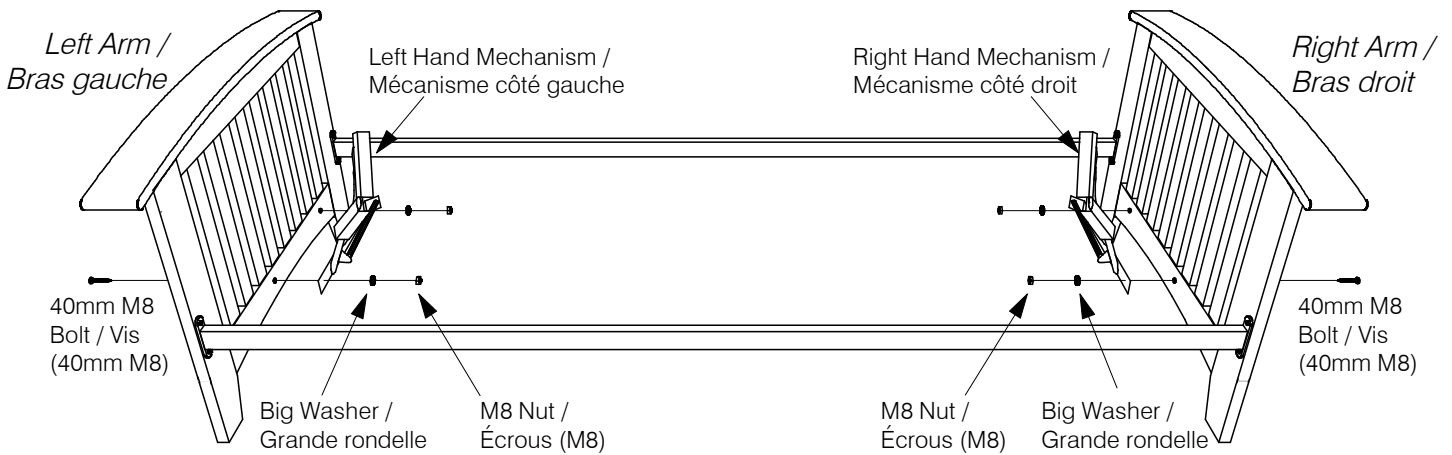 Left Arm /
Bras gauche
Left Hand Mechanism /
Mécanisme côté gauche
Right Hand Mechanism /
Mécanisme côté droit
Right Arm /
Bras droit
40mm M8
Bolt / Vis
(40mm M8)
Big Washer /
Grande rondelle
M8 Nut /
Écrous (M8)
M8 Nut /
Écrous (M8)
Big Washer /
Grande rondelle
40mm M8
Bolt / Vis
(40mm M8)